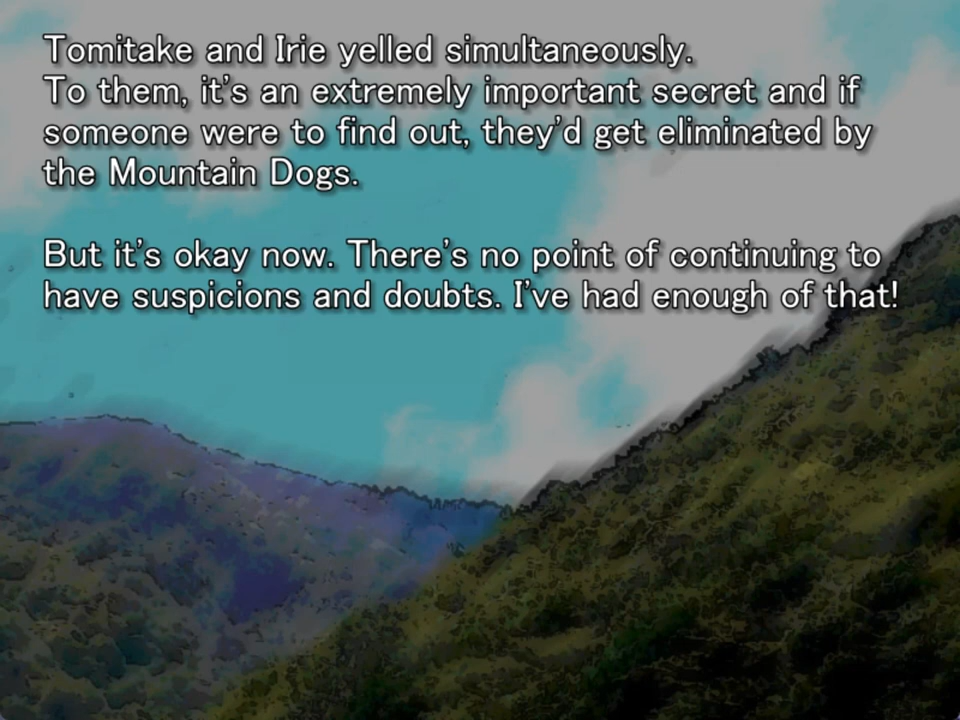 Tomitake and Irie yelled simultaneously.
To them, it's an extremely important secret and if
someone were to find out, they'd get eliminated by
the Mountain Dogs.
But it's okay now. There's no point of continuing to
have suspicions and doubts. I've had enough of that!